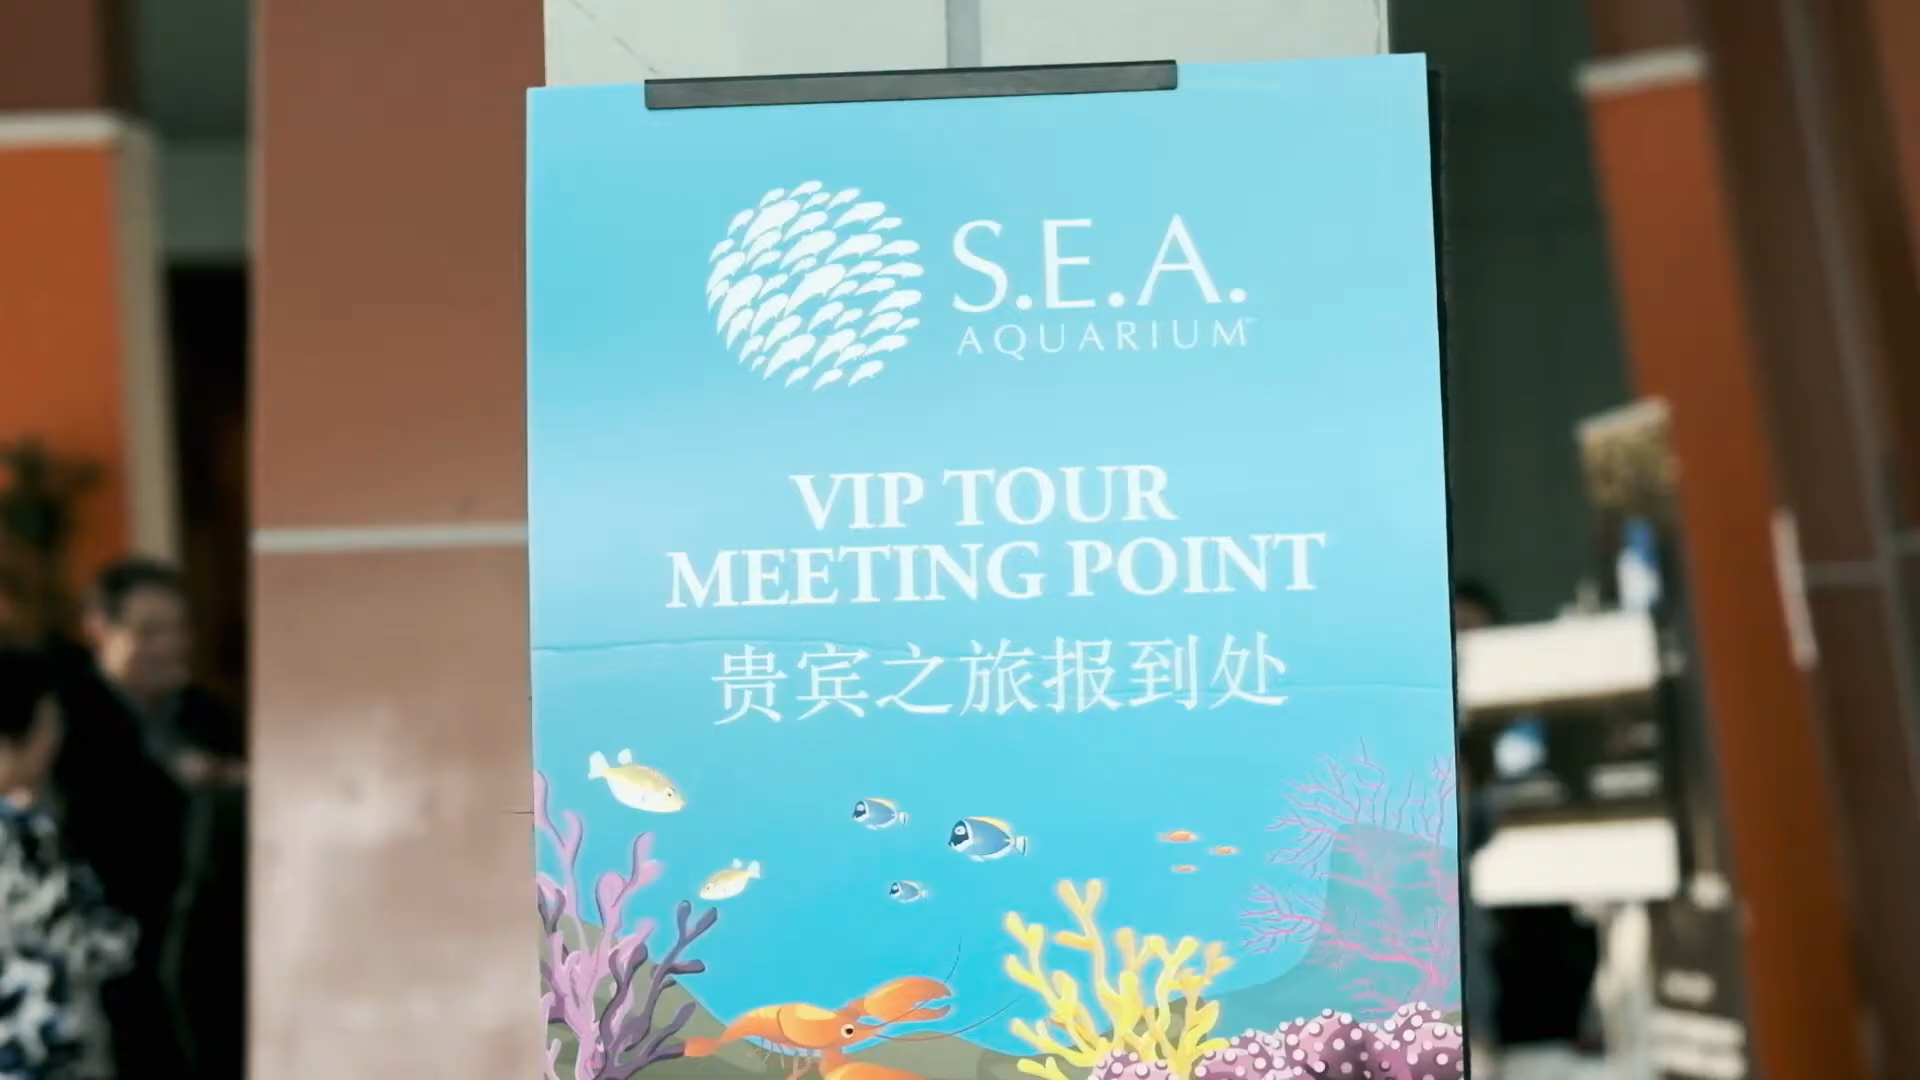 S.E.A.
AQUARIUM
VIP TOUR
MEETING POINT
贵宾之旅报到处